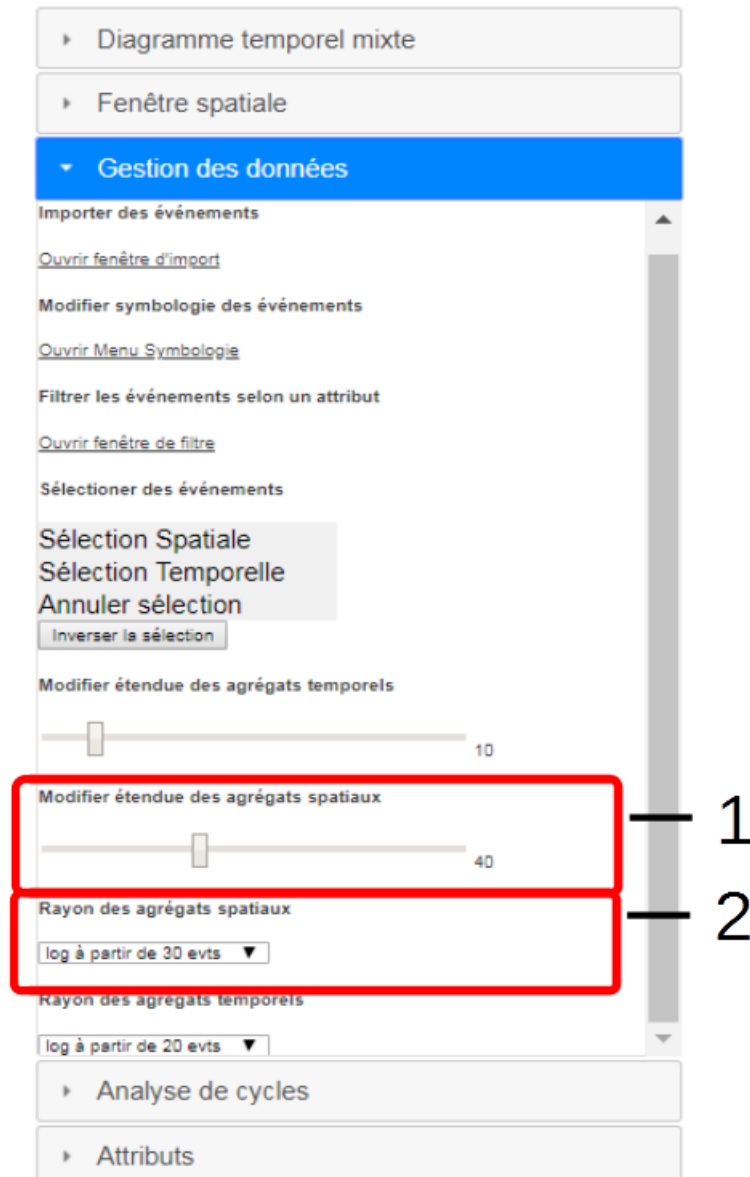 Diagramme temporel mixte
Fenêtre spatiale
Gestion des données
Importer des événements
Ouvrir fenêtre d'import
Modifier symbologie des événements
Ouvrir Menu Symbologie
Filtrer les événements selon un attribut
Ouvrir fenêtre de filtre
Sélectioner des événements
Sélection Spatiale
Sélection Temporelle
Annuler sélection
Inverser la sélection
Modifier étendue des agrégats temporels
10
Modifier étendue des agrégats spatiaux
1
40
Rayon des agrégats spatiaux
2
log à partir de 30 evts
Rayon des agrégats temporels
log à partir de 20 evts
Analyse de cycles
Attributs